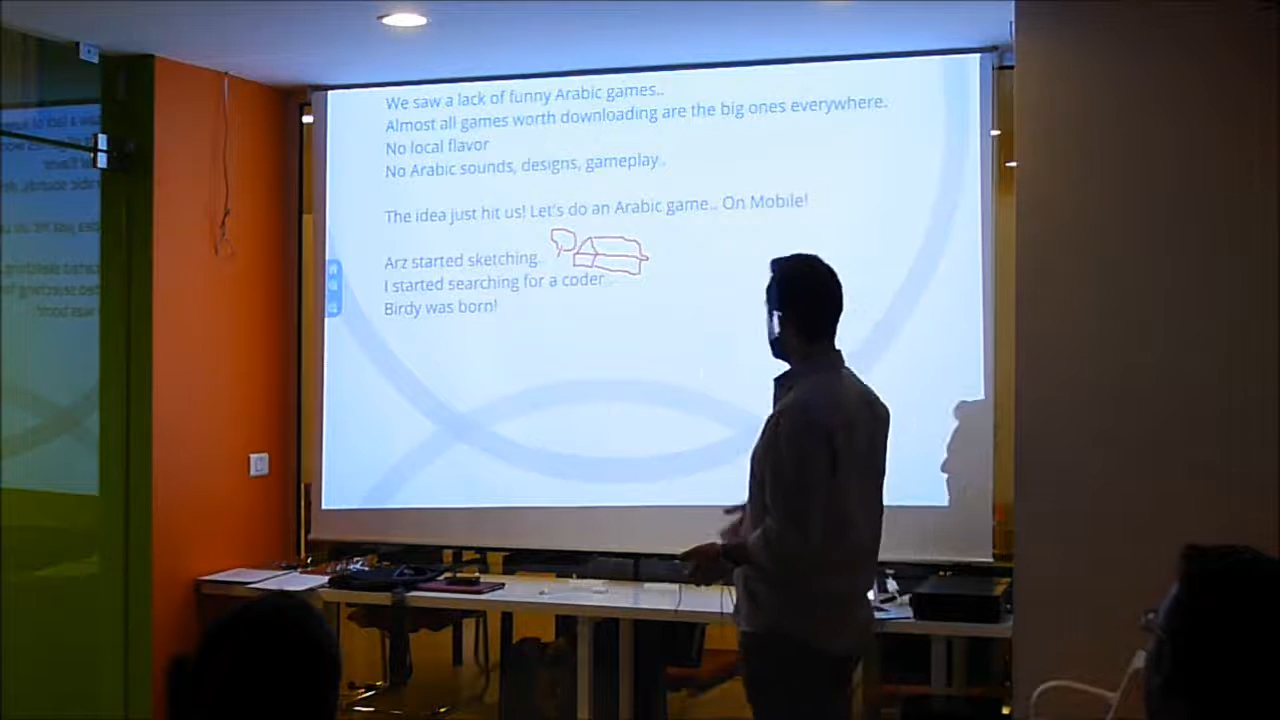 We saw a lack of funny Arabic games..
Almost all games worth downloading are the big ones everywhere.
No local flavor
No Arabic sounds, designs, gameplay..
The idea just hit us! Let's do an Arabic game.. On Mobile!
Arz started sketching
I started searching for a coder
Birdy was born!